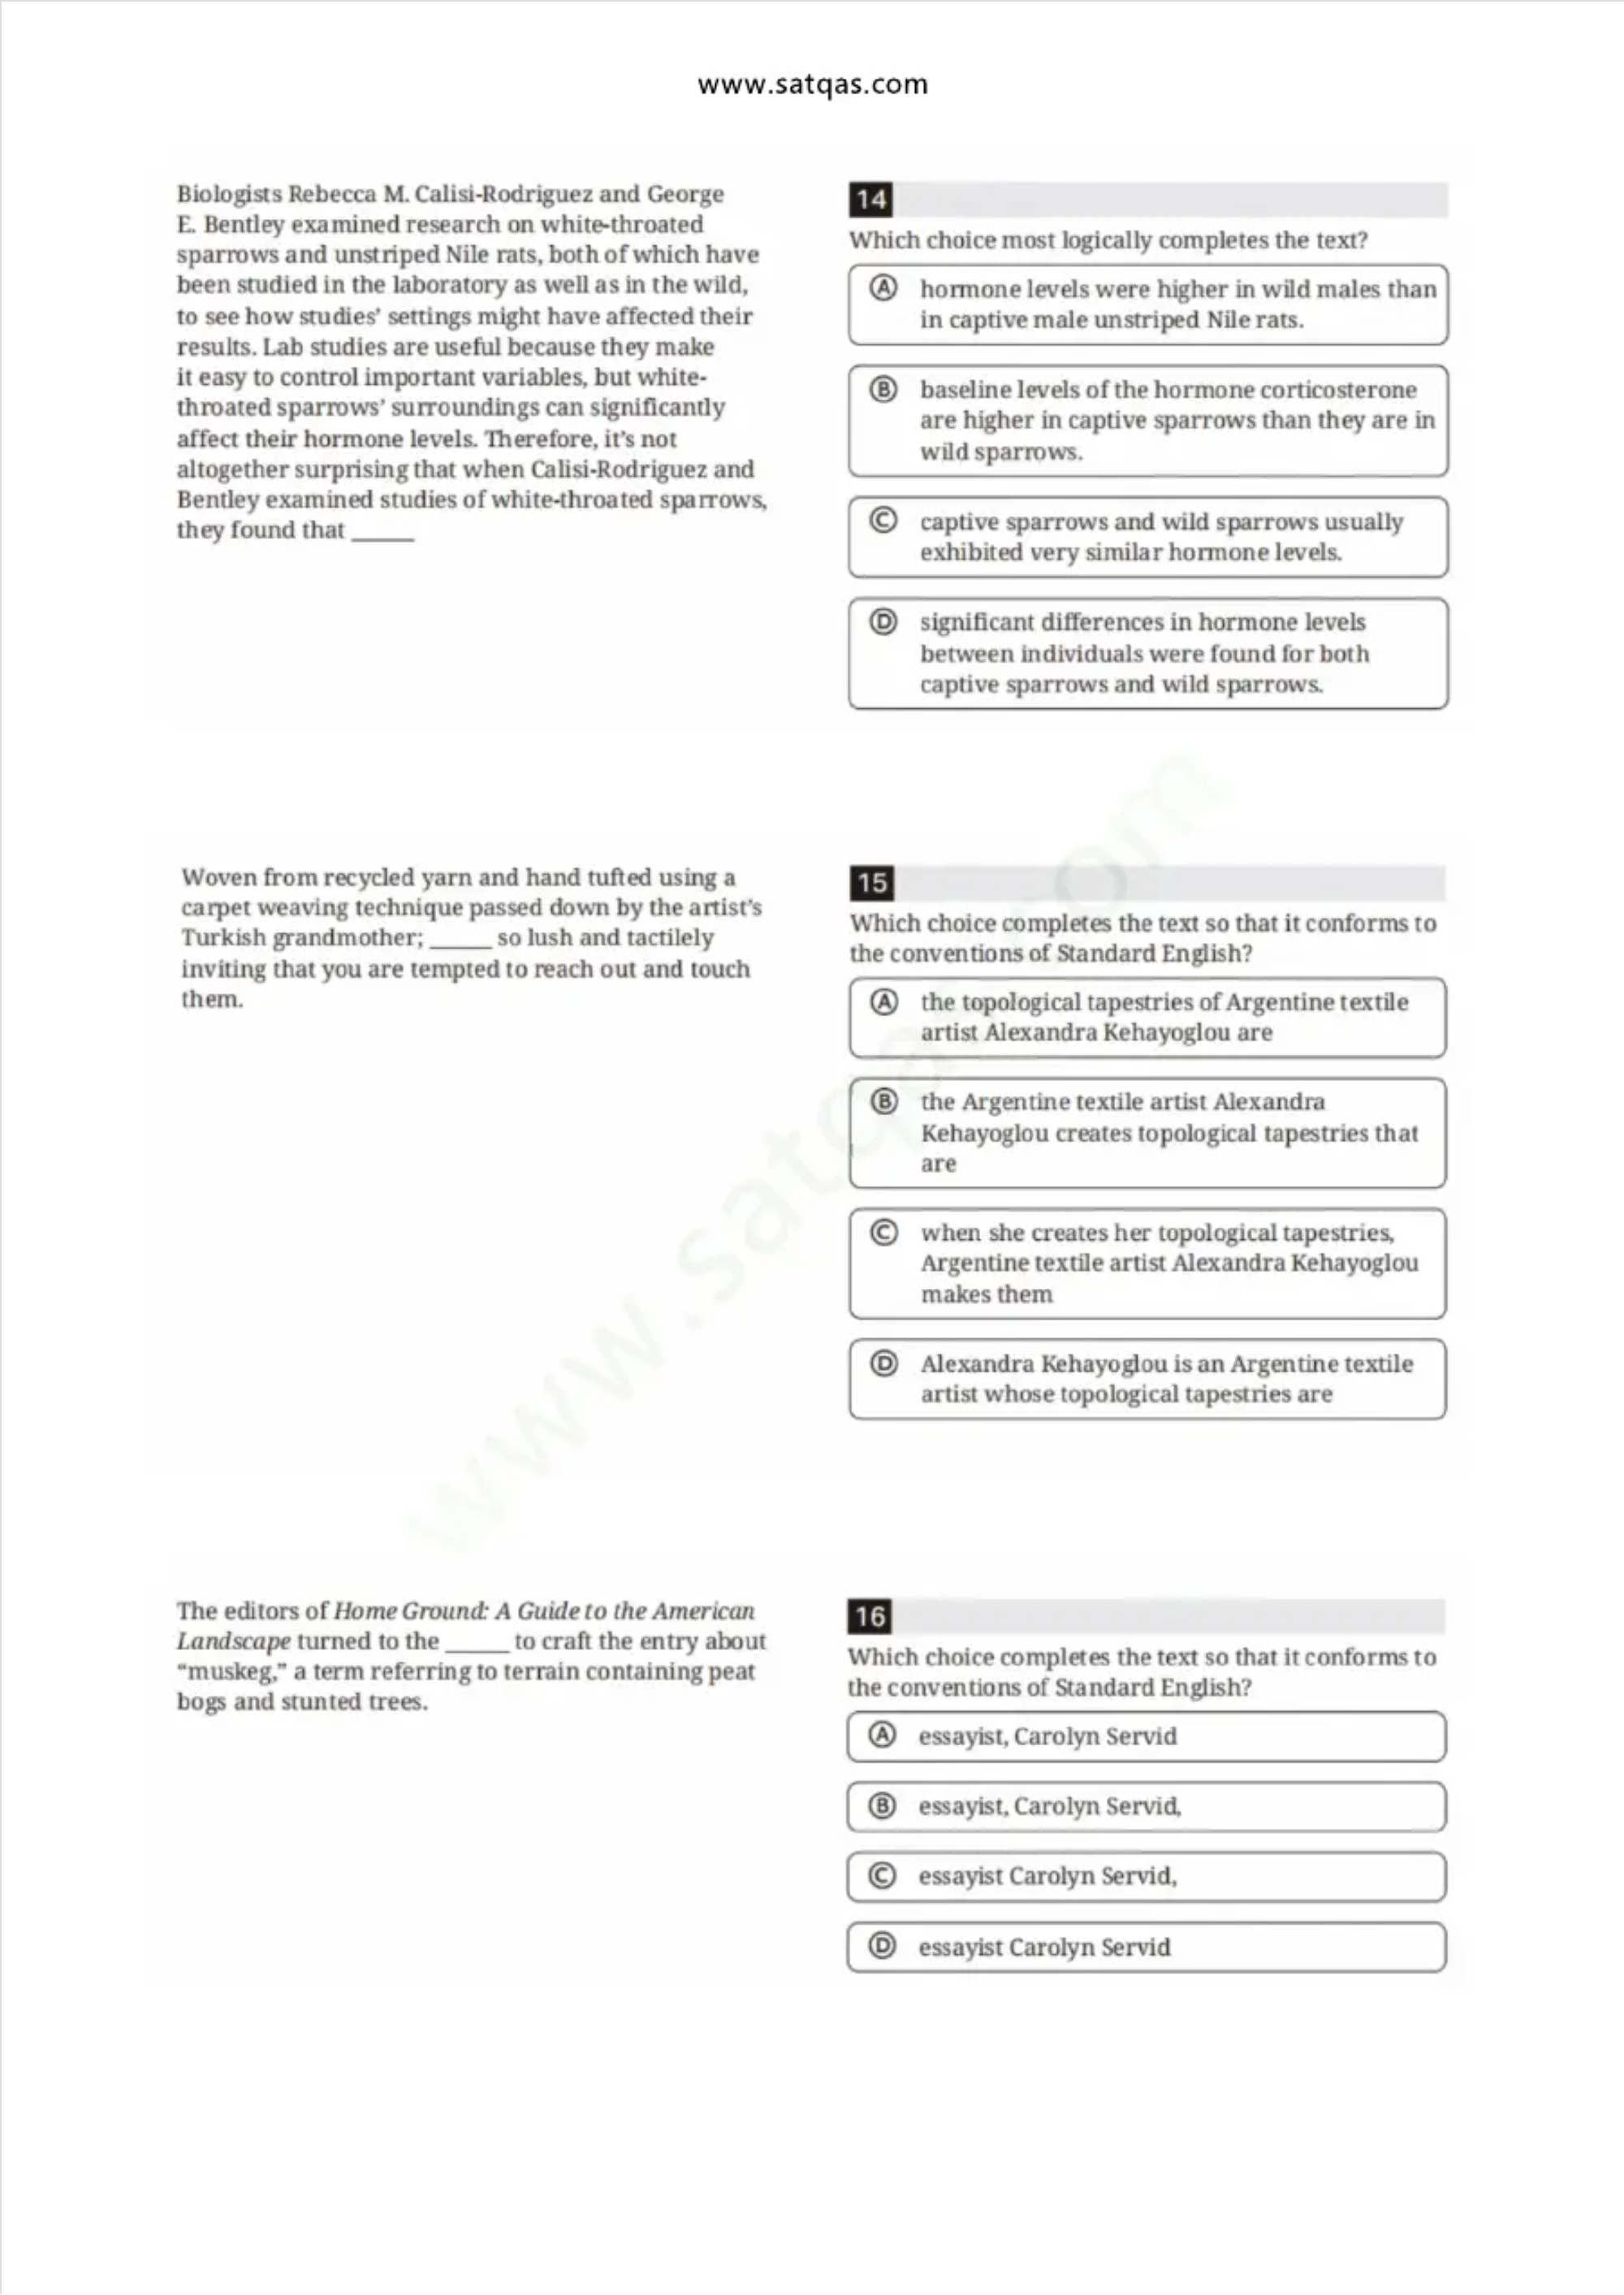 www.satqas.com
Biologists Rebecca M. Calisi-Rodriguez and George
E. Bentley examined research on white-throated
sparrows and unstriped Nile rats, both of which have
been studied in the laboratory as well as in the wild,
to see how studies' settings might have affected their
results. Lab studies are useful because they make
it easy to control important variables, but white-
throated sparrows' surroundings can significantly
affect their hormone levels. Therefore, it's not
altogether surprising that when Calisi-Rodriguez and
Bentley examined studies of white-throated sparrows,
they found that _____
14
Which choice most logically completes the text?
A hormone levels were higher in wild males than
in captive male unstriped Nile rats.
B baseline levels of the hormone corticosterone
are higher in captive sparrows than they are in
wild sparrows.
C captive sparrows and wild sparrows usually
exhibited very similar hormone levels.
D significant differences in hormone levels
between individuals were found for both
captive sparrows and wild sparrows.
Woven from recycled yarn and hand tufted using a
carpet weaving technique passed down by the artist's
Turkish grandmother; _____ so lush and tactilely
inviting that you are tempted to reach out and touch
them.
15
Which choice completes the text so that it conforms to
the conventions of Standard English?
A the topological tapestries of Argentine textile
artist Alexandra Kehayoglou are
B the Argentine textile artist Alexandra
Kehayoglou creates topological tapestries that
are
C when she creates her topological tapestries,
Argentine textile artist Alexandra Kehayoglou
makes them
D Alexandra Kehayoglou is an Argentine textile
artist whose topological tapestries are
The editors of Home Ground: A Guide to the American
Landscape turned to the _____ to craft the entry about
"muskeg," a term referring to terrain containing peat
bogs and stunted trees.
16
Which choice completes the text so that it conforms to
the conventions of Standard English?
A essayist, Carolyn Servid
B essayist, Carolyn Servid,
C essayist Carolyn Servid,
D essayist Carolyn Servid
www.satqas.com